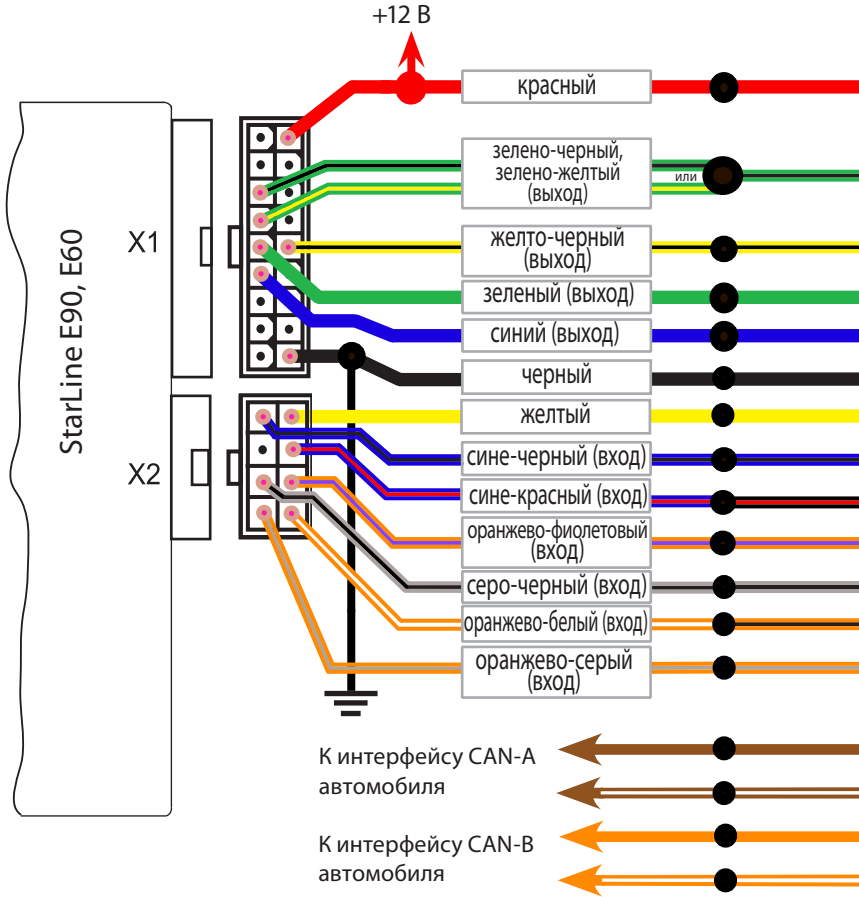 +12 В
красный
зелено-черный,
зелено-желтый
(выход)
или
желто-черный
(выход)
зеленый (выход)
синий (выход)
черный
желтый
сине-черный (вход)
сине-красный (вход)
оранжево-фиолетовый
(вход)
серо-черный (вход)
оранжево-белый (вход)
оранжево-серый
(вход)
X1
X2
StarLine E90, E60
К интерфейсу CAN-A
автомобиля
К интерфейсу CAN-B
автомобиля